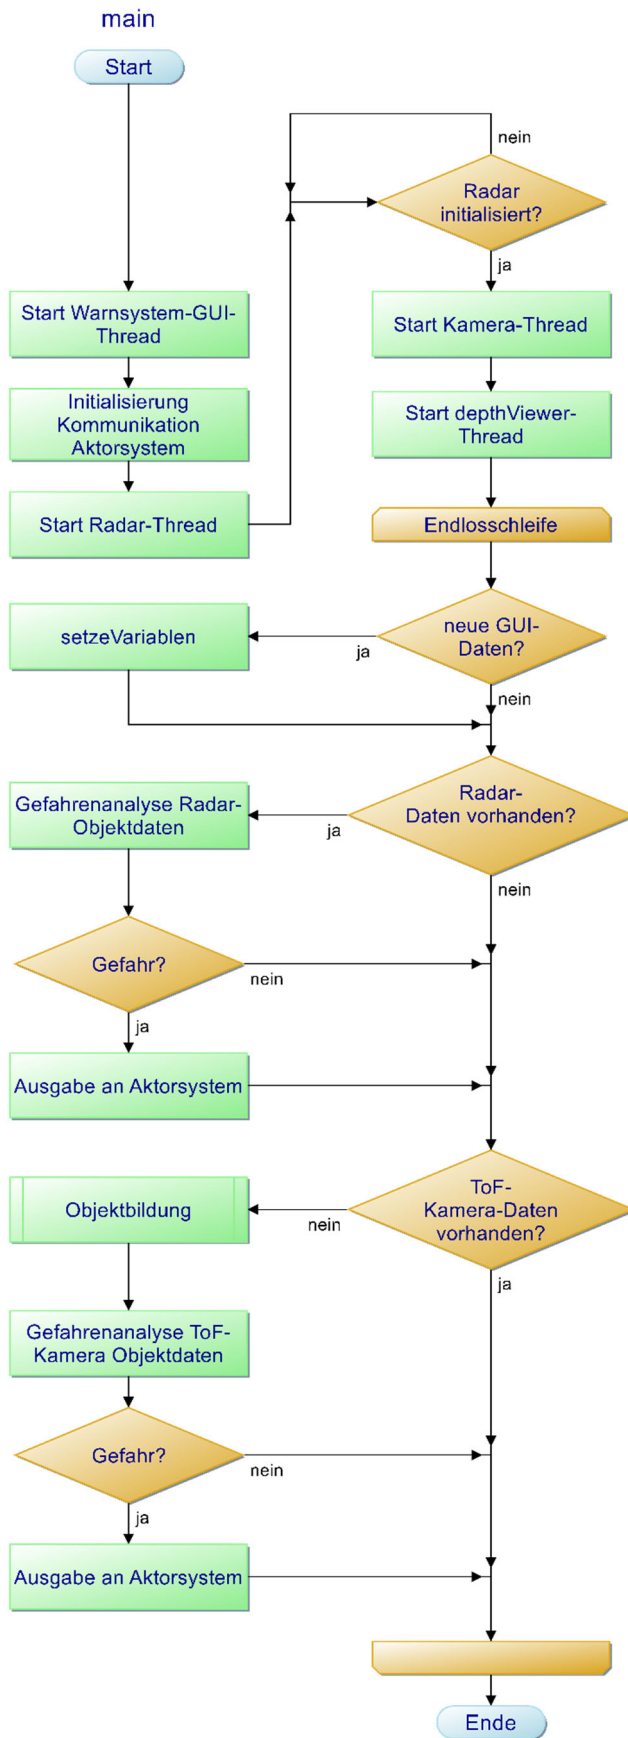 main
Start
nein
Radar
initialisiert?
ja
Start Warnsystem-GUI-
Thread
Start Kamera-Thread
Initialisierung
Kommunikation
Aktorsystem
Start depthViewer-
Thread
Start Radar-Thread
Endlosschleife
neue GUI-
Daten?
ja
setzeVariablen
nein
Radar-
Daten vorhanden?
ja
Gefahrenanalyse Radar-
Objektdaten
nein
Gefahr?
nein
ja
Ausgabe an Aktorsystem
ToF-
Kamera-Daten
vorhanden?
nein
Objektbildung
ja
Gefahrenanalyse ToF-
Kamera Objektdaten
Gefahr?
nein
ja
Ausgabe an Aktorsystem
Ende